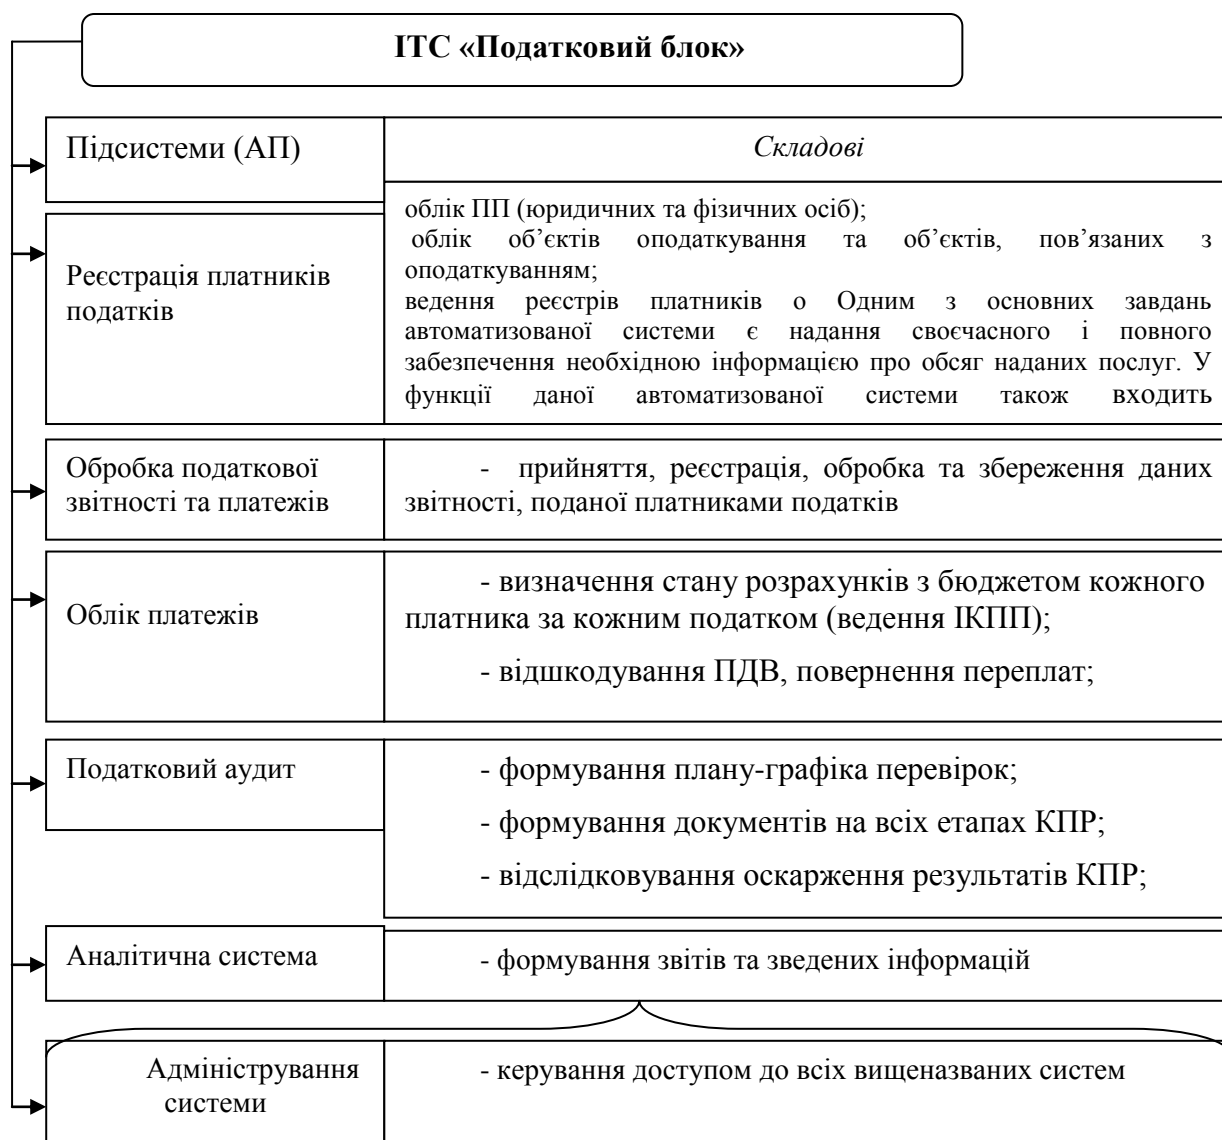 ІТС «Податковий блок»
Підсистеми (АП)
Складові
Реєстрація платників
податків
облік ПП (юридичних та фізичних осіб);
облік об’єктів оподаткування та об’єктів, пов’язаних з
оподаткуванням;
ведення реєстрів платників о Одним з основних завдань
автоматизованої системи є надання своєчасного і повного
забезпечення необхідною інформацією про обсяг наданих послуг. У
функції даної автоматизованої системи також входить
Обробка податкової
звітності та платежів
- прийняття, реєстрація, обробка та збереження даних
звітності, поданої платниками податків
Облік платежів
- визначення стану розрахунків з бюджетом кожного
платника за кожним податком (ведення ІКПП);
- відшкодування ПДВ, повернення переплат;
Податковий аудит
- формування плану-графіка перевірок;
- формування документів на всіх етапах КПР;
- відслідковування оскарження результатів КПР;
Аналітична система
- формування звітів та зведених інформацій
Адміністрування
системи
- керування доступом до всіх вищеназваних систем